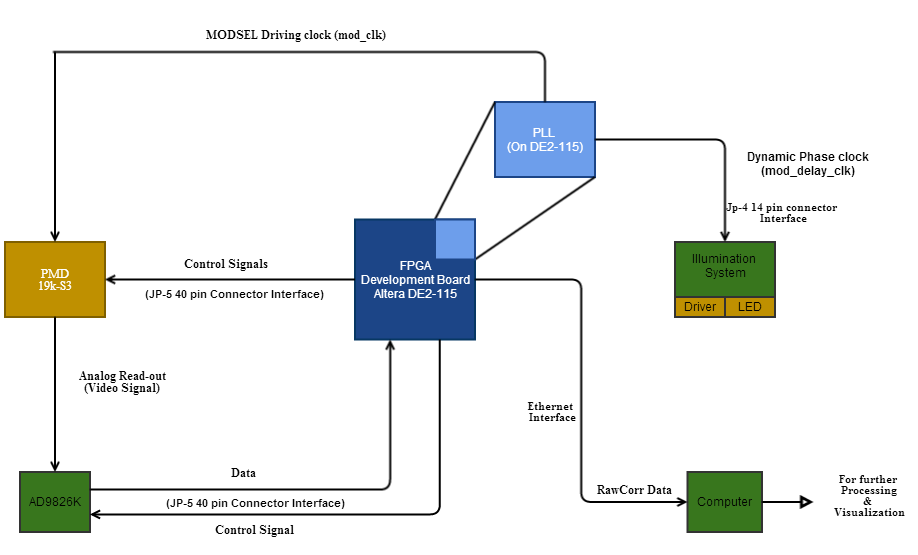 MODSEL Driving clock (mod_clk)
PLL
(On DE2-115)
Dynamic Phase clock
(mod_delay_clk)
Jp-4 14 pin connector
Interface
PMD
19k-S3
Control Signals
(JP-5 40 pin Connector Interface)
FPGA
Development Board
Altera DE2-115
Illumination
System
Driver
LED
Analog Read-out
(Video Signal)
Ethernet
Interface
AD9826K
Data
(JP-5 40 pin Connector Interface)
Control Signal
RawCorr Data
Computer
For further
Processing
&
Visualization